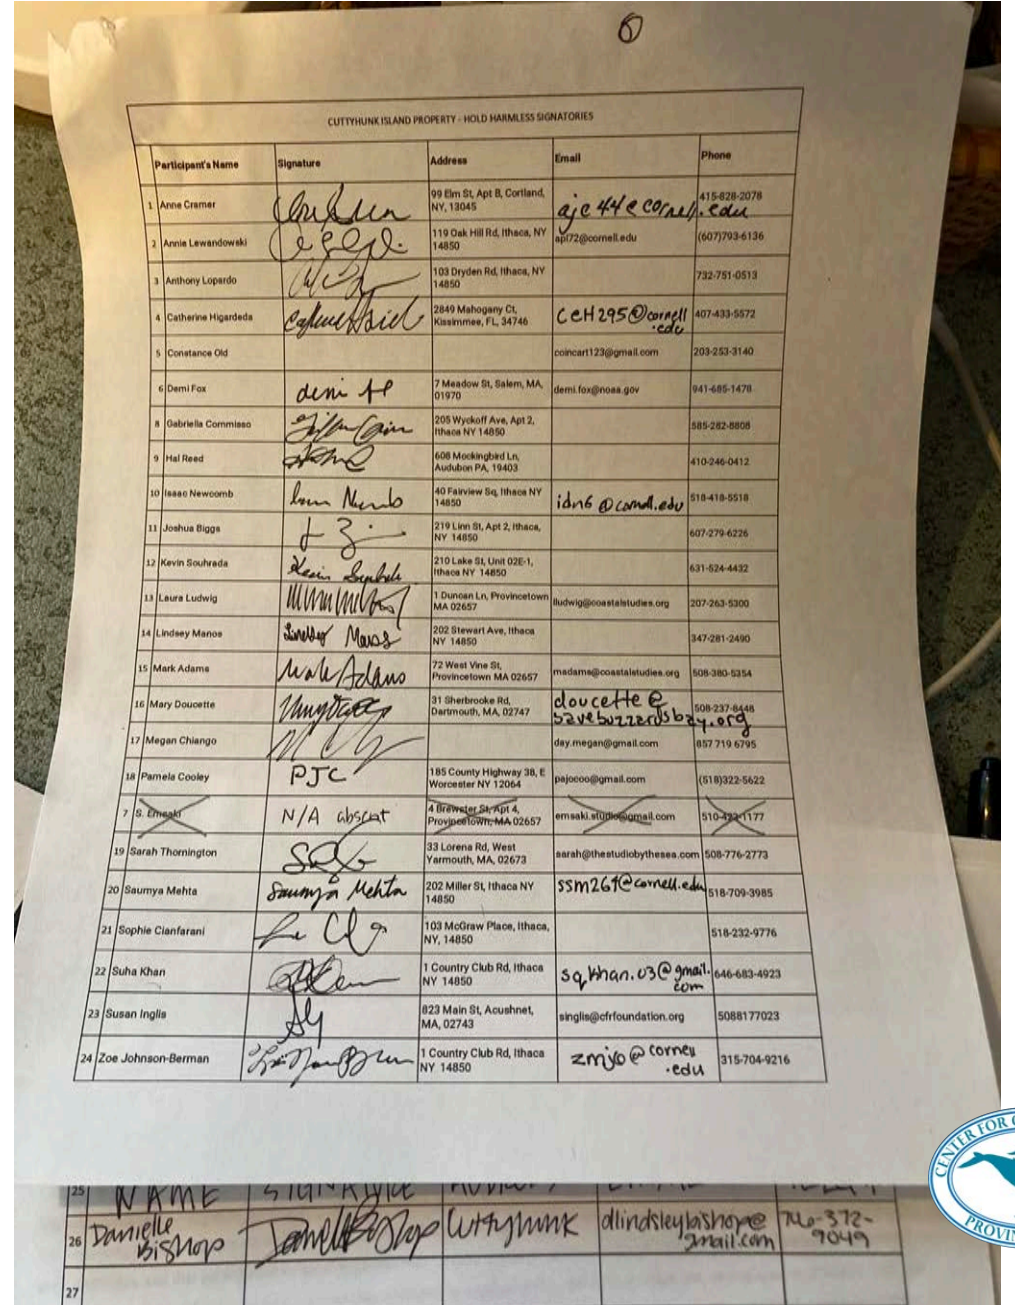 CUTTYHUNK ISLAND PROPERTY - HOLD HARMLESS SIGNATORIES
Participant's Name Signature Address Email Phone
1 Anne Cramer 99 Elm St, Apt B, Cortland, NY, 13045 ajc44@cornell.edu 415-828-2078
2 Annie Lewandowski 119 Oak Hill Rd, Ithaca, NY 14850 apl72@cornell.edu (607)793-6136
3 Anthony Lopardo 103 Dryden Rd, Ithaca, NY 14850 732-751-0513
4 Catherine Higardeda 2849 Mahogany Ct, Kissimmee, FL, 34746 CEH295@cornell.edu 407-433-5572
5 Constance Old coincart123@gmail.com 203-253-3140
6 Demi Fox demi 7 Meadow St, Salem, MA, 01970 demi.fox@noaa.gov 941-685-1478
8 Gabriella Commisso 205 Wyckoff Ave, Apt 2, Ithaca NY 14850 585-282-8808
9 Hal Reed 608 Mockingbird Ln, Audubon PA, 19403 410-246-0412
10 Isaac Newcomb 40 Fairview Sq, Ithaca NY 14850 idn6@cornell.edu 518-418-5518
11 Joshua Biggs 219 Linn St, Apt 2, Ithaca, NY 14850 607-279-6226
12 Kevin Souhrada Kevin 210 Lake St, Unit 02E-1, Ithaca NY 14850 631-624-4432
13 Laura Ludwig 1 Duncan Ln, Provincetown MA 02657 lludwig@coastalstudies.org 207-263-5300
14 Lindsey Manos Lindsey Manos 202 Stewart Ave, Ithaca NY 14850 347-281-2490
15 Mark Adams Mark Adams 72 West Vine St, Provincetown MA 02657 madams@coastalstudies.org 508-380-5354
16 Mary Doucette 31 Sherbrooke Rd, Dartmouth, MA, 02747 doucette@savebuzzardsbay.org 508-237-8448
17 Megan Chiango day.megan@gmail.com 857 719 6795
18 Pamela Cooley PJC 185 County Highway 38, E Worcester NY 12064 pajocoo@gmail.com (518)322-5622
7 S. Emsaki N/A absent 4 Brewster St, Apt 4, Provincetown, MA 02657 emsaki.studio@gmail.com 510-423-1177
19 Sarah Thornington 33 Lorena Rd, West Yarmouth, MA, 02673 sarah@thestudiobythesea.com 508-776-2773
20 Saumya Mehta Saumya Mehta 202 Miller St, Ithaca NY 14850 ssm264@cornell.edu 518-709-3985
21 Sophie Cianfarani 103 McGraw Place, Ithaca, NY, 14850 518-232-9776
22 Suha Khan 1 Country Club Rd, Ithaca NY 14850 sqkhan.03@gmail.com 646-683-4923
23 Susan Inglis 823 Main St, Acushnet, MA, 02743 singlis@cfrfoundation.org 5088177023
24 Zoe Johnson-Berman 1 Country Club Rd, Ithaca NY 14850 zmj10@cornell.edu 315-704-9216
25 NAME SIGNATURE
26 Danielle Bishop Danielle Bishop Cuttyhunk dlindsleybishop@gmail.com 740-372-9049
27
CENTER FOR
PROVIN